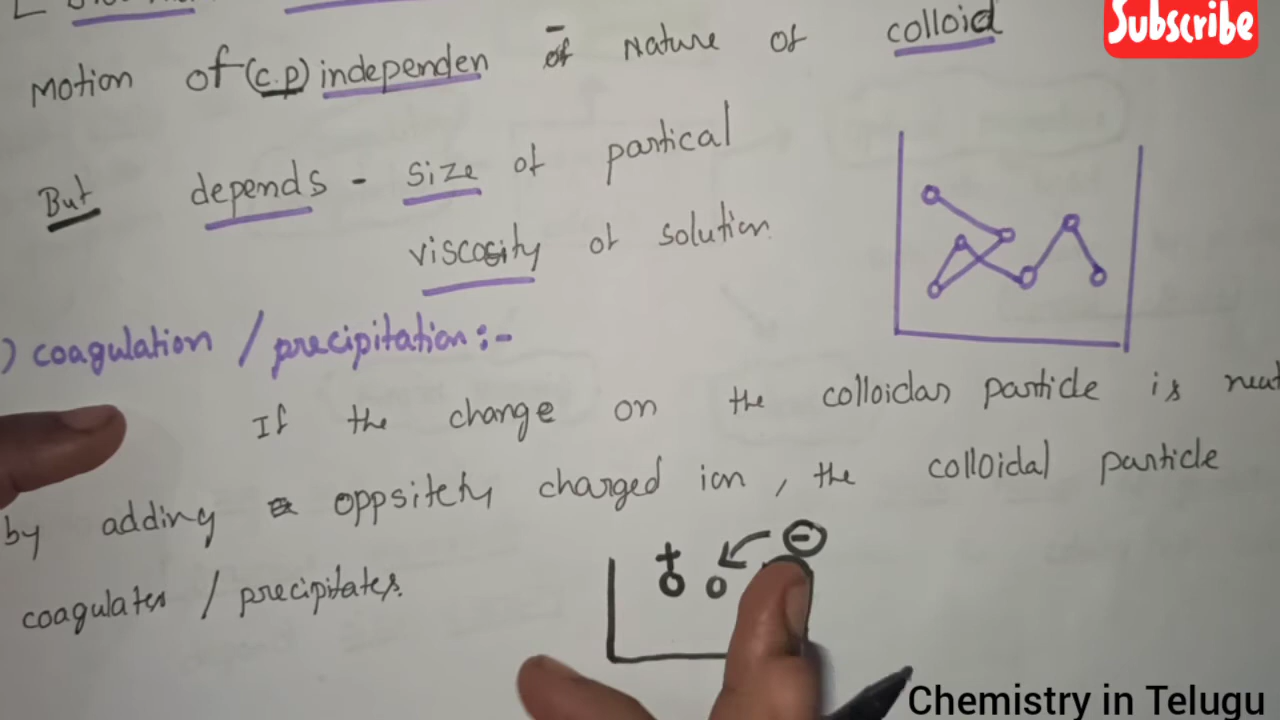 Subscribe
Motion of (c.p) independen of Nature of colloid
But depends - size of partical
viscosity of solution
) coagulation / precipitation:-
If the change on the colloidas particle is neut
by adding oppsitely charged ion, the colloidal particle
coagulates / precipitates.
+
-
Chemistry in Telugu